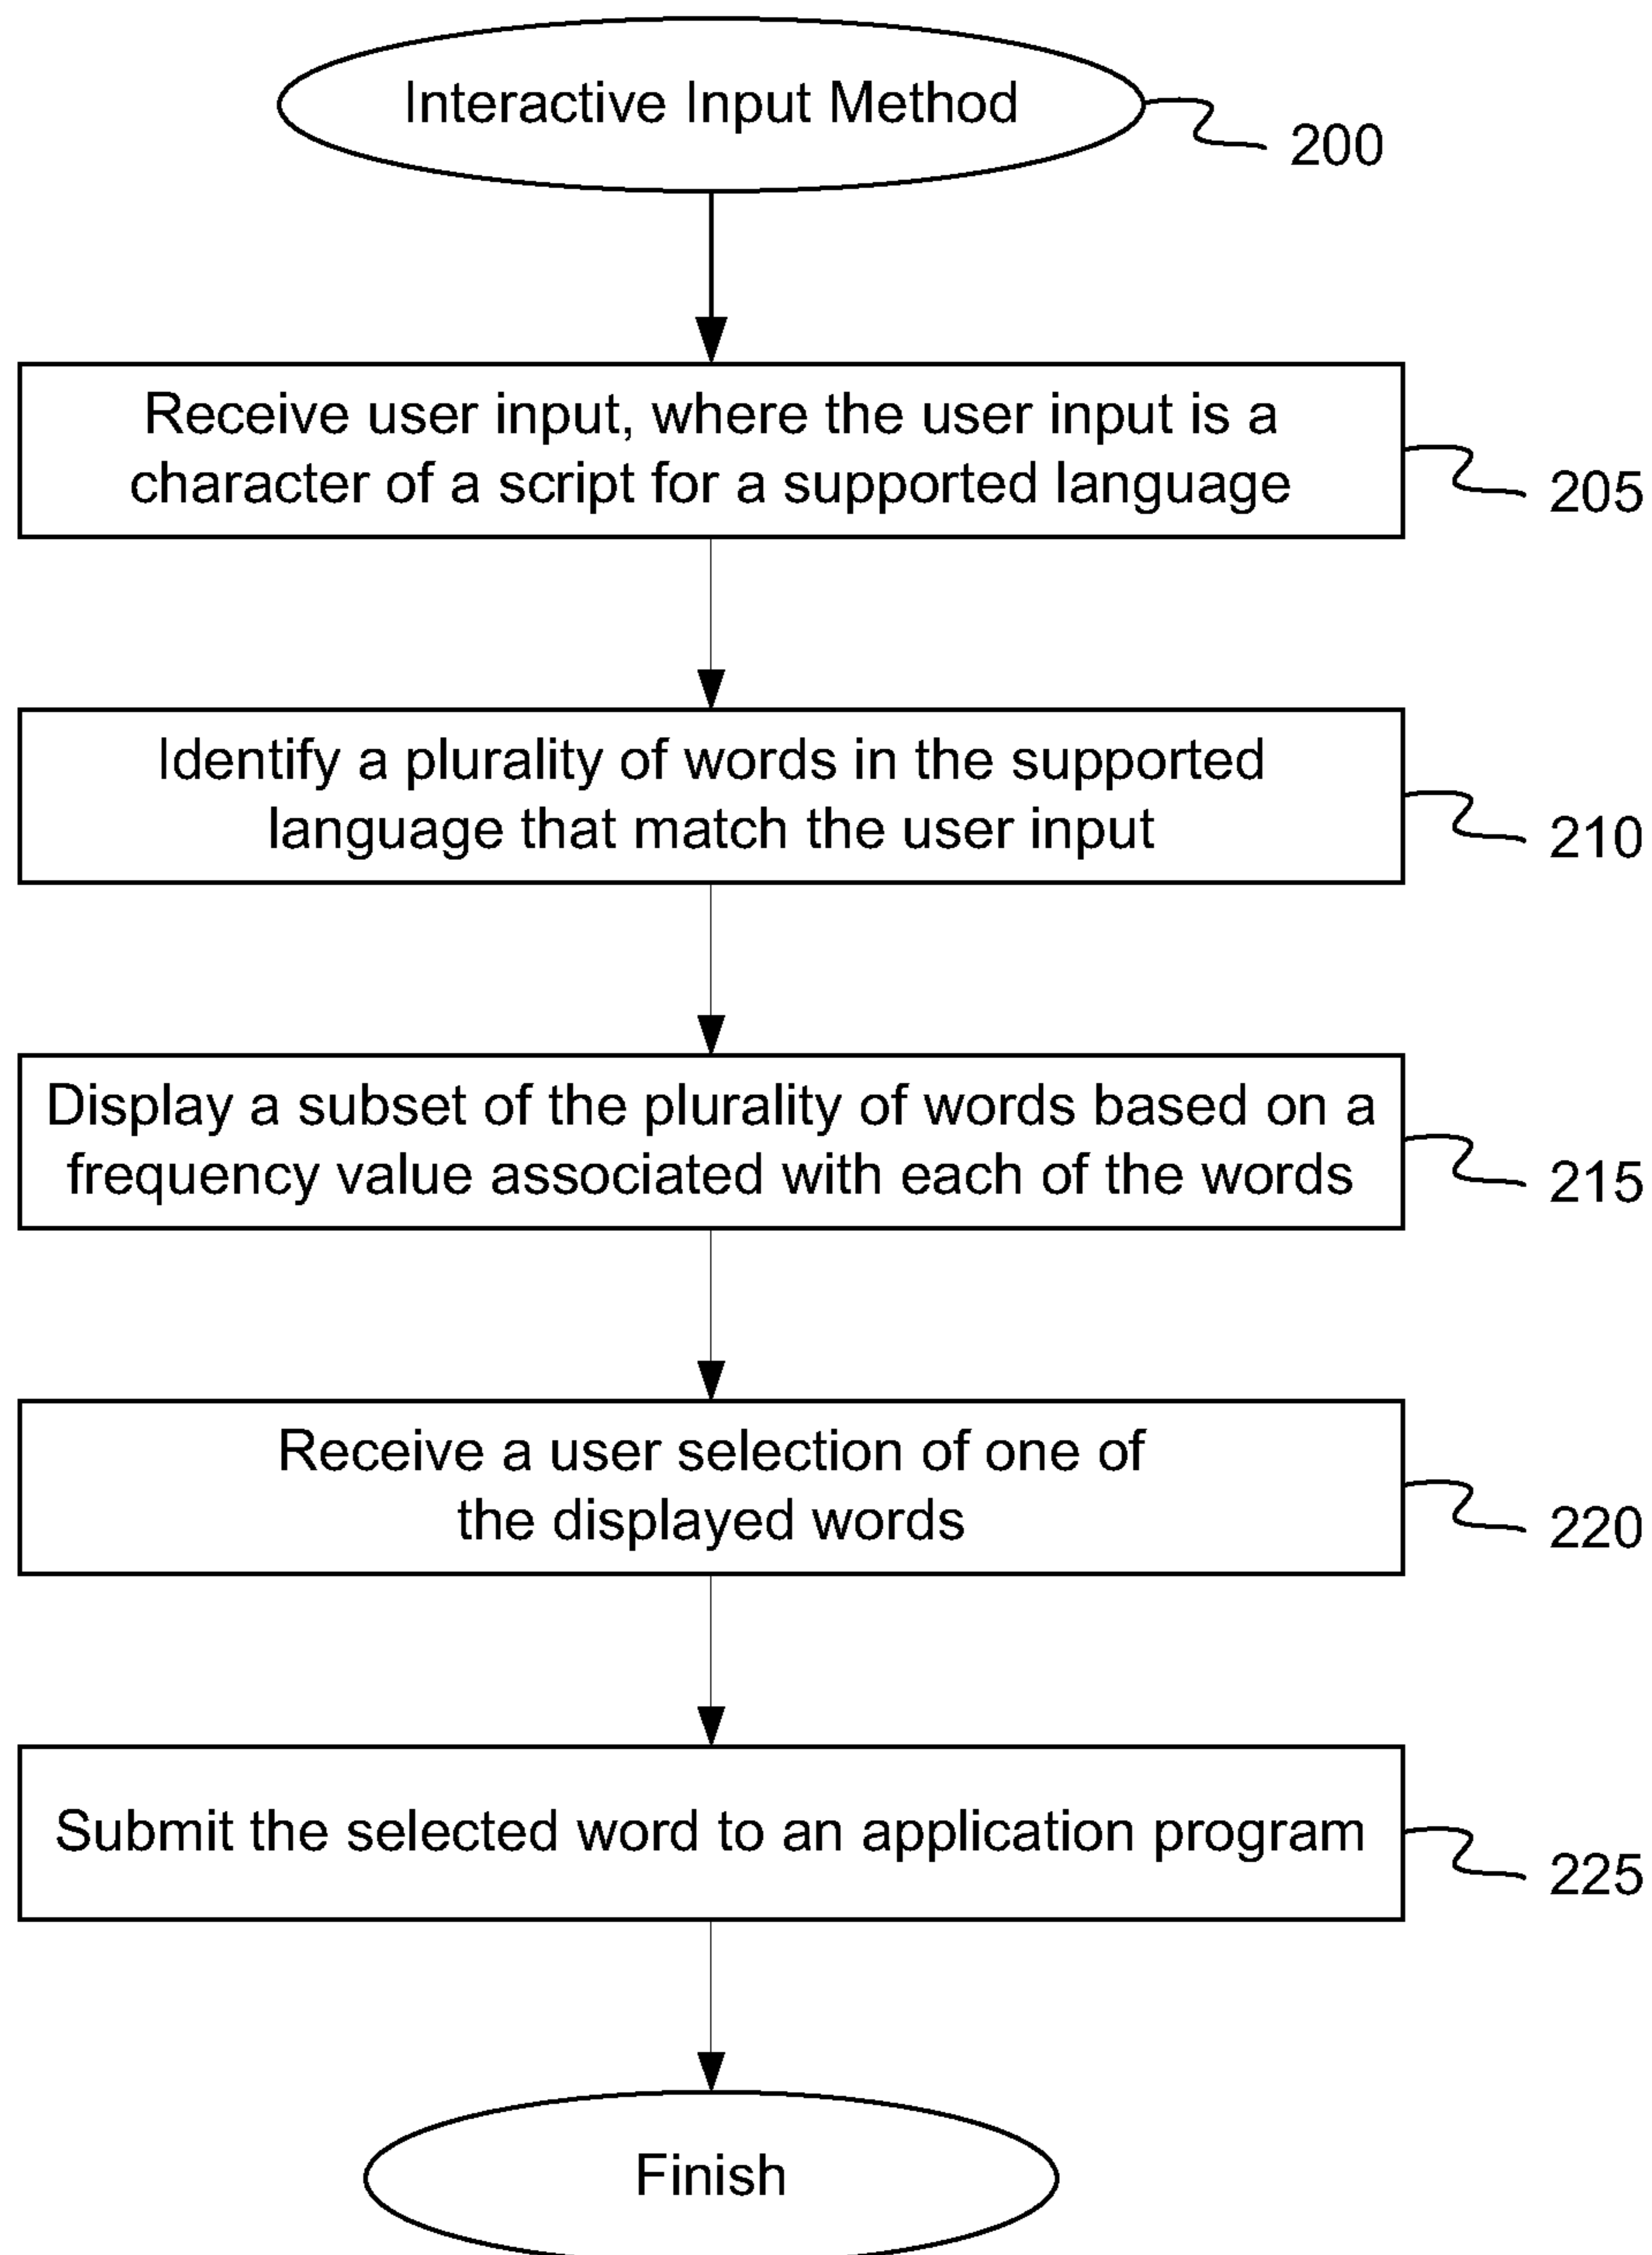 Interactive Input Method
200
Receive user input, where the user input is a
character of a script for a supported language
205
Identify a plurality of words in the supported
language that match the user input
210
Display a subset of the plurality of words based on a
frequency value associated with each of the words
215
Receive a user selection of one of
the displayed words
220
Submit the selected word to an application program
225
Finish